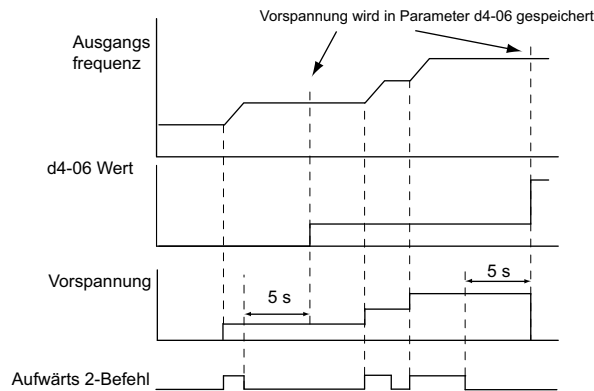 Vorspannung wird in Parameter d4-06 gespeichert
Ausgangs
frequenz
d4-06 Wert
Vorspannung
5 s
5 s
Aufwärts 2-Befehl